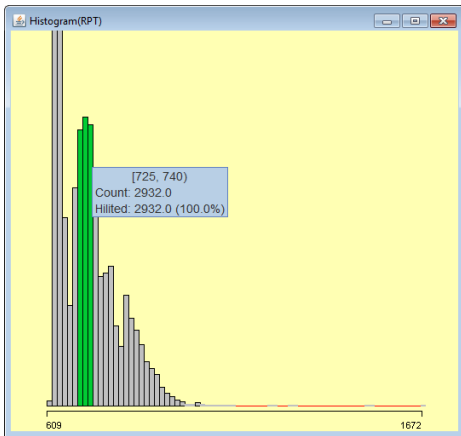 Histogram(RPT)
[725, 740)
Count: 2932.0
Hilited: 2932.0 (100.0%)
609
1672